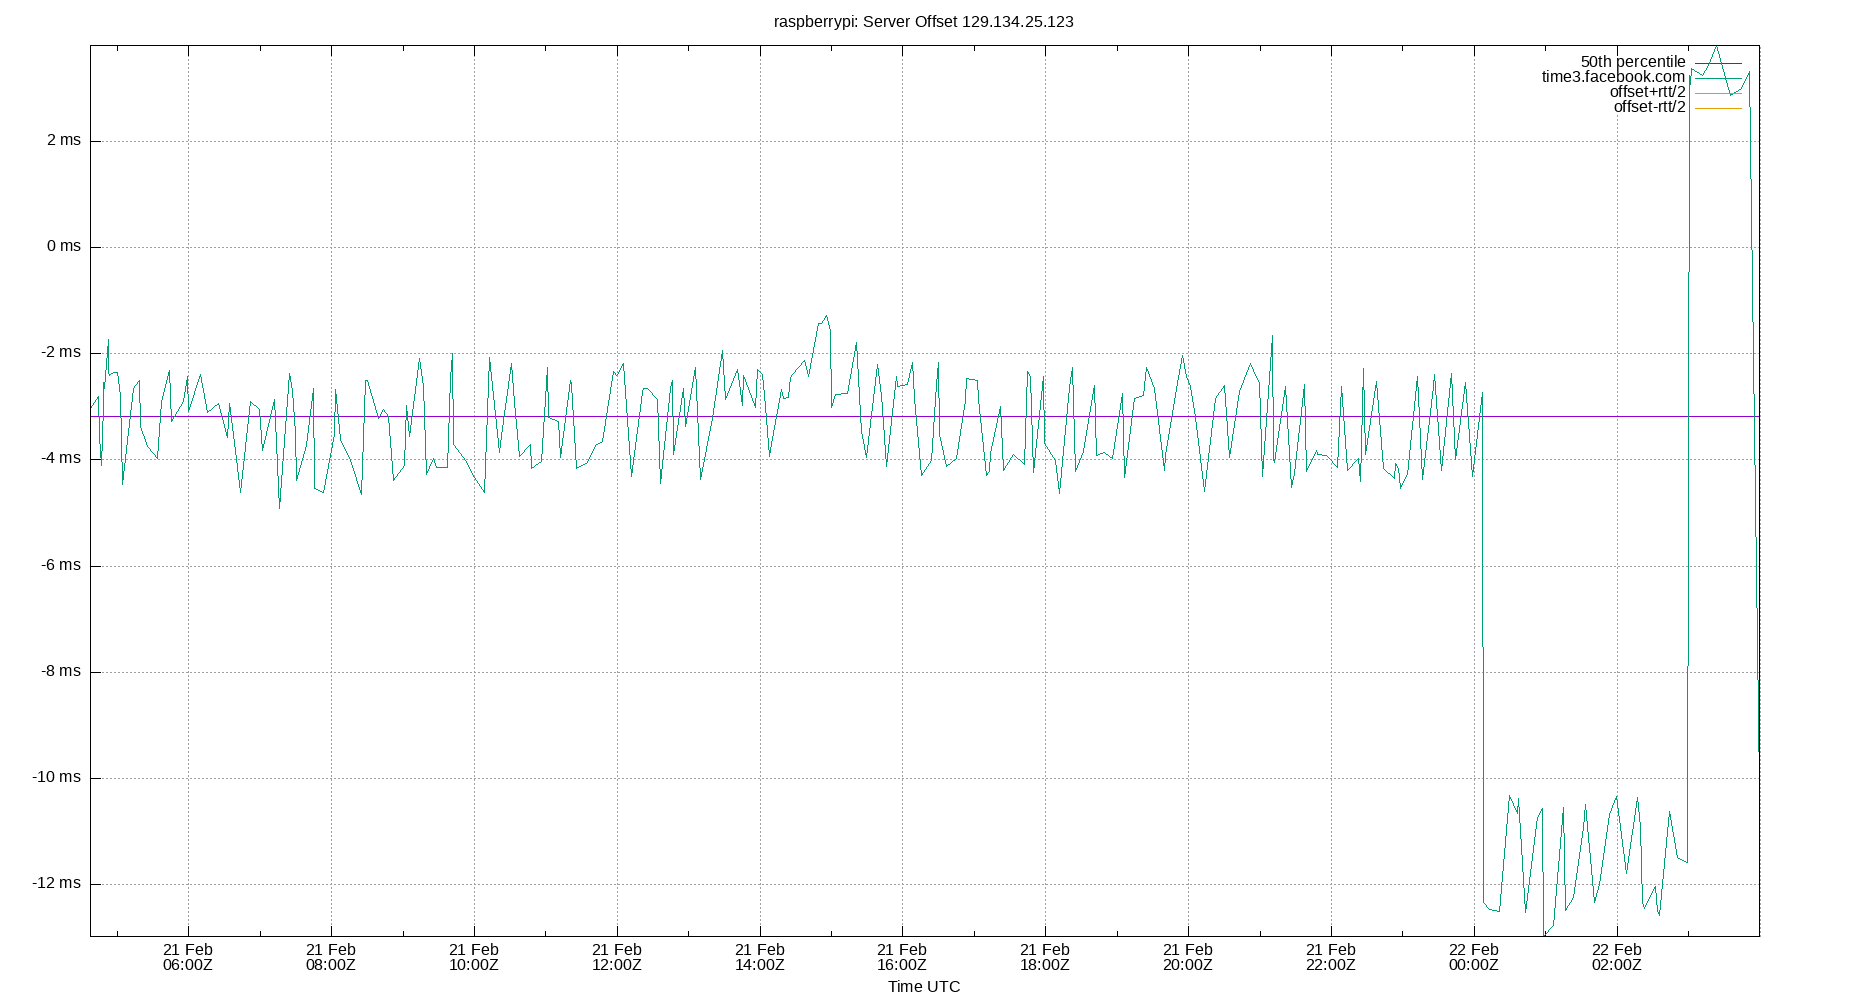 raspberrypi: Server Offset 129.134.25.123
50th percentile
time3.facebook.com
offset+rtt/2
offset-rtt/2
2 ms
0 ms
-2 ms
-4 ms
-6 ms
-8 ms
-10 ms
-12 ms
21 Feb 21 Feb 21 Feb 21 Feb 21 Feb 21 Feb 21 Feb 21 Feb 21 Feb 22 Feb 22 Feb
06:00Z 08:00Z 10:00Z 12:00Z 14:00Z 16:00Z 18:00Z 20:00Z 22:00Z 00:00Z 02:00Z
Time UTC